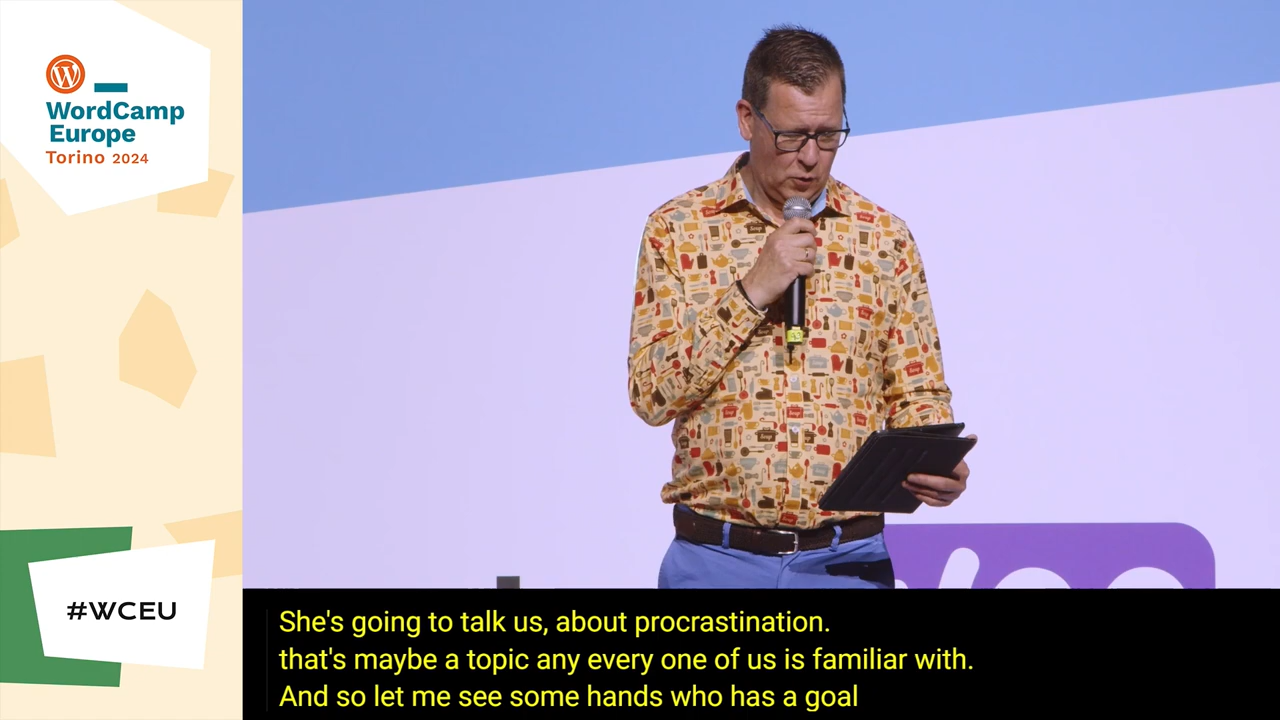 WordCamp
Europe
Torino 2024
#WCEU
She's going to talk us, about procrastination.
that's maybe a topic any every one of us is familiar with.
And so let me see some hands who has a goal